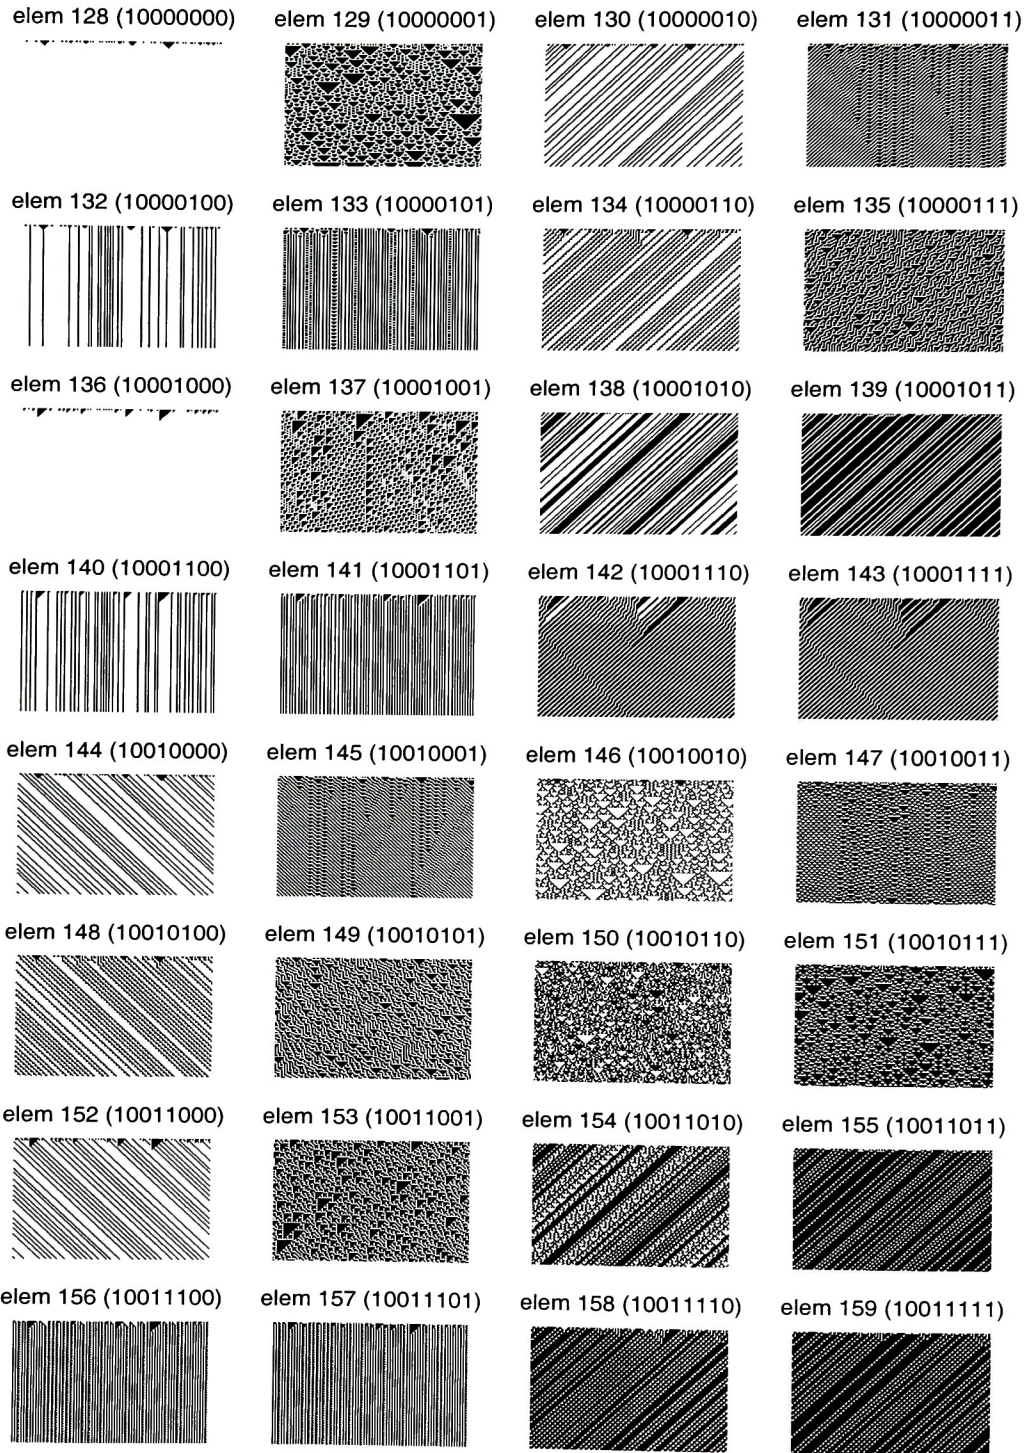 elem 128 (10000000) elem 129 (10000001) elem 130 (10000010) elem 131 (10000011)
elem 132 (10000100) elem 133 (10000101) elem 134 (10000110) elem 135 (10000111)
elem 136 (10001000) elem 137 (10001001) elem 138 (10001010) elem 139 (10001011)
elem 140 (10001100) elem 141 (10001101) elem 142 (10001110) elem 143 (10001111)
elem 144 (10010000) elem 145 (10010001) elem 146 (10010010) elem 147 (10010011)
elem 148 (10010100) elem 149 (10010101) elem 150 (10010110) elem 151 (10010111)
elem 152 (10011000) elem 153 (10011001) elem 154 (10011010) elem 155 (10011011)
elem 156 (10011100) elem 157 (10011101) elem 158 (10011110) elem 159 (10011111)